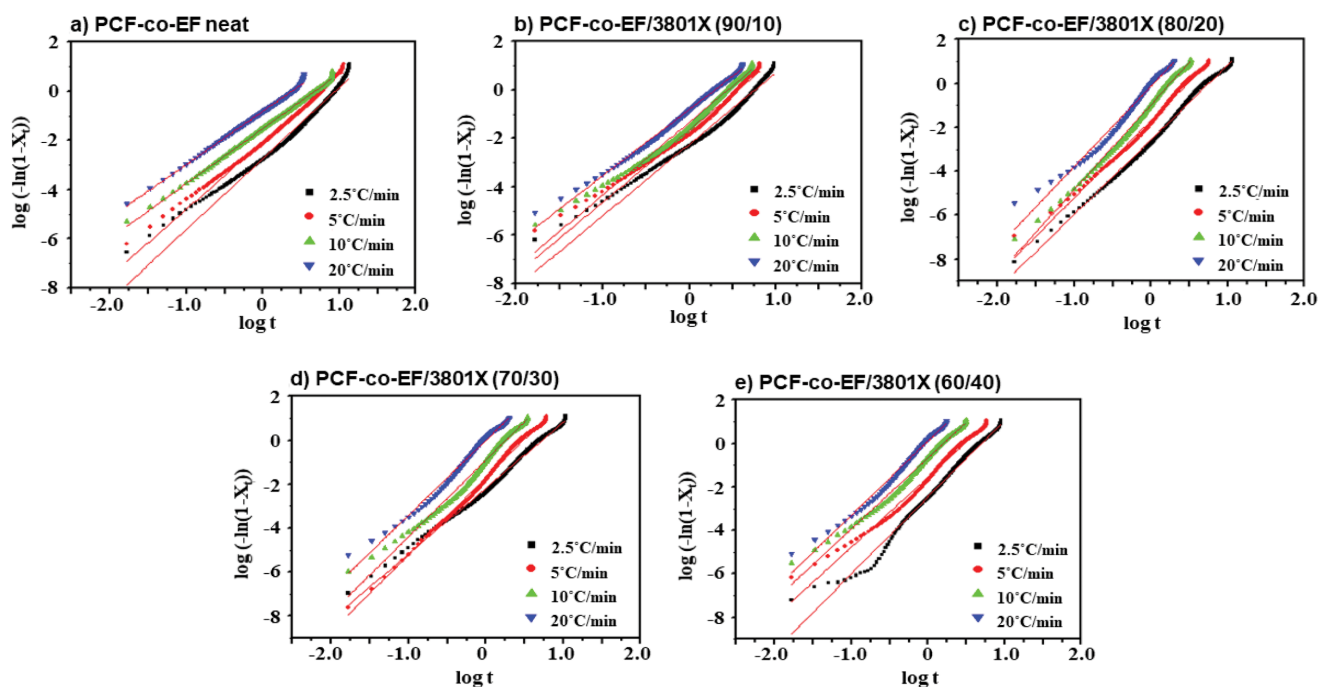 a) PCF-co-EF neat
2
0
-2
-4
-6
-8
log (-ln(1-Xt))
2.5˚C/min
5˚C/min
10˚C/min
20˚C/min
-2.0 -1.0 0.0 1.0 2.0
log t
b) PCF-co-EF/3801X (90/10)
2
0
-2
-4
-6
-8
log (-ln(1-Xt))
2.5˚C/min
5˚C/min
10˚C/min
20˚C/min
2.0 -1.0 0.0 1.0 2.0
log t
c) PCF-co-EF/3801X (80/20)
2
0
-2
-4
-6
-8
log (-ln(1-Xt))
2.5˚C/min
5˚C/min
10˚C/min
20˚C/min
-2.0 -1.0 0.0 1.0 2.0
log t
d) PCF-co-EF/3801X (70/30)
2
0
-2
-4
-6
-8
log (-ln(1-Xt))
2.5˚C/min
5˚C/min
10˚C/min
20˚C/min
-2.0 -1.0 0 1.0 2.0
log t
e) PCF-co-EF/3801X (60/40)
2
0
-2
-4
-6
-8
log (-ln(1-Xt))
2.5˚C/min
5˚C/min
10˚C/min
20˚C/min
-2.0 -1.0 0 1.0 2.0
log t